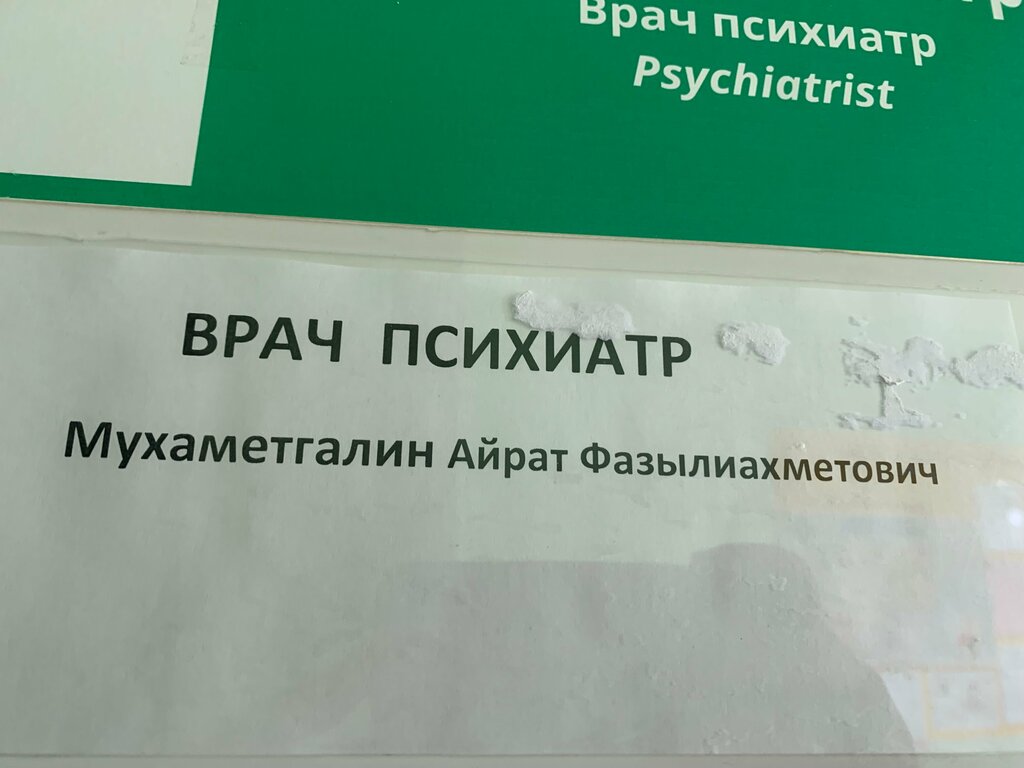 Врач психиатр
Psychiatrist
ВРАЧ ПСИХИАТР
Мухаметгалин Айрат Фазылиахметович